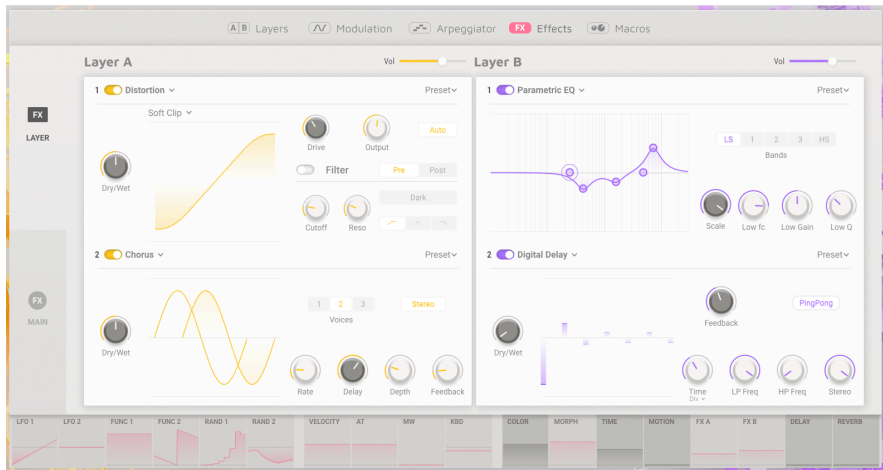 A B Layers Modulation Arpeggiator FX Effects Macros
Layer A Vol Layer B Vol
1 Distortion Preset
Soft Clip
Drive Output Auto
Dry/Wet
Filter Pre Post
Dark
Cutoff Reso
2 Chorus Preset
1 2 3 Stereo
Voices
Dry/Wet
Rate Delay Depth Feedback
1 Parametric EQ Preset
LS 1 2 3 HS
Bands
Scale Low fc Low Gain Low Q
2 Digital Delay Preset
Feedback PingPong
Dry/Wet
Time LP Freq HP Freq Stereo
Div
FX
LAYER
FX
MAIN
LFO 1 LFO 2 FUNC 1 FUNC 2 RAND 1 RAND 2 VELOCITY AT MW KBD COLOR MORPH TIME MOTION FX A FX B DELAY REVERB